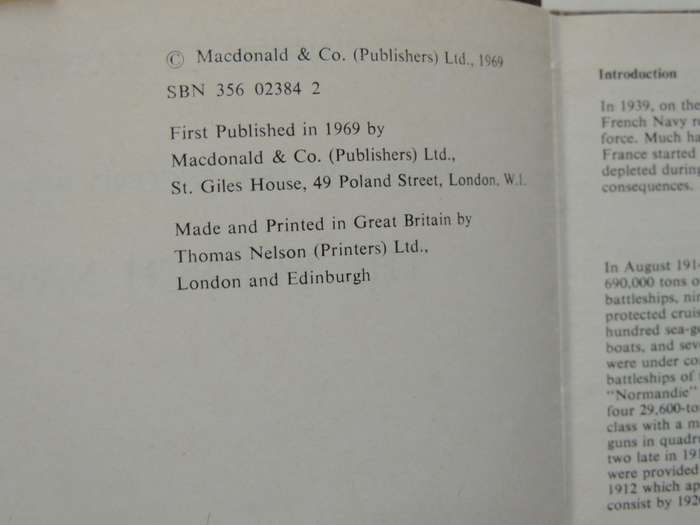 © Macdonald & Co. (Publishers) Ltd., 1969
SBN 356 02384 2
First Published in 1969 by
Macdonald & Co. (Publishers) Ltd.,
St. Giles House, 49 Poland Street, London, W.1.
Made and Printed in Great Britain by
Thomas Nelson (Printers) Ltd.,
London and Edinburgh
Introduction
In 1939, on the
French Navy
force. Much
France started
depleted during
consequences.
In August
690,000 tons
battleships,
protected
hundred
boats, and
were under
battleships of
"Normandie"
four
class with a
guns in
two late in
were provided
1912 which
consist by